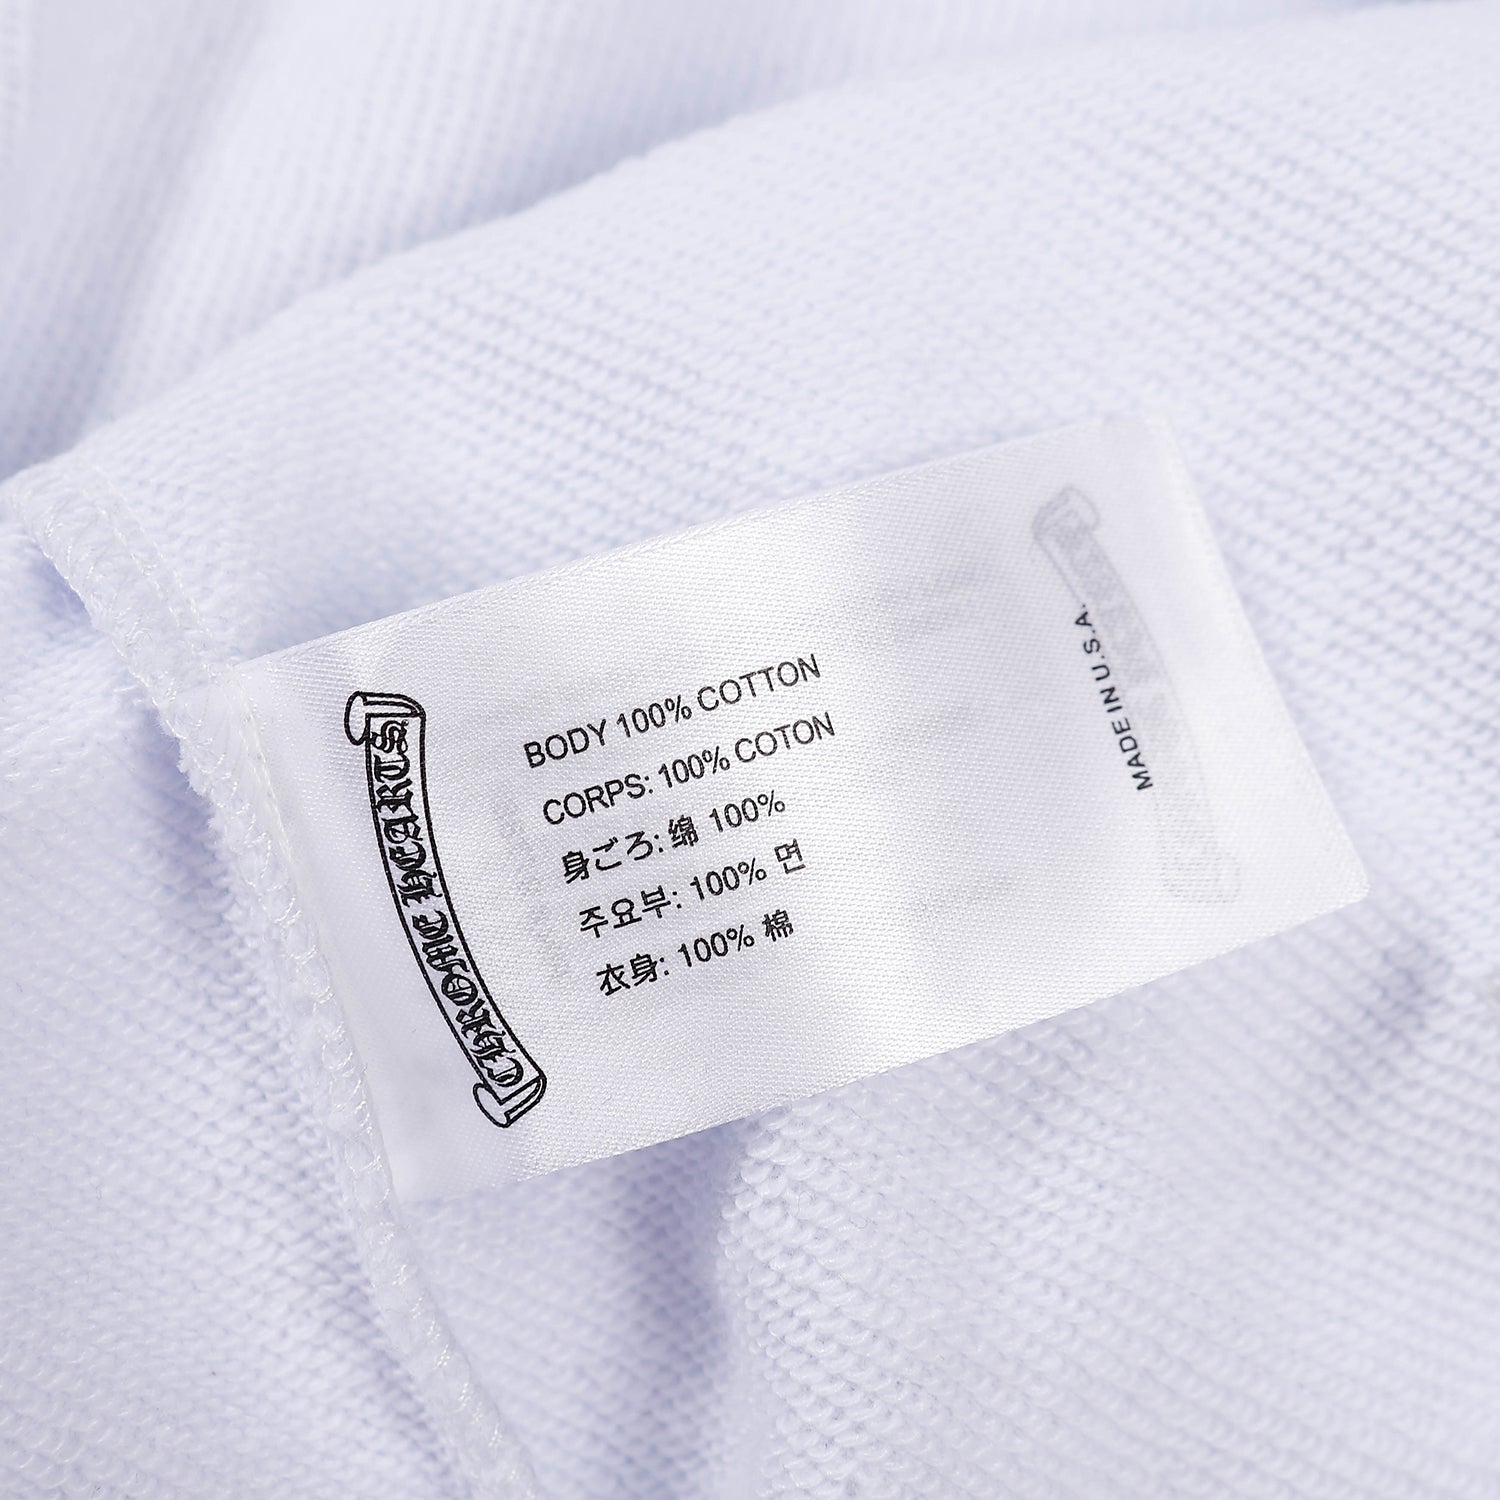 CHROME HEARTS
BODY 100% COTTON
CORPS: 100% COTON
身ごろ: 绵 100%
주요부: 100% 면
衣身: 100% 棉
MADE IN U.S.A.